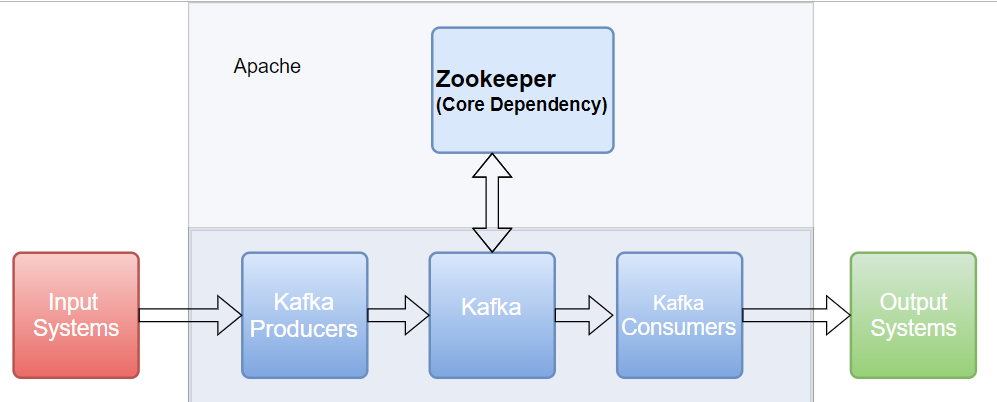 Apache
Zookeeper
(Core Dependency)
Input
Systems
Kafka
Producers
Kafka
Kafka
Consumers
Output
Systems